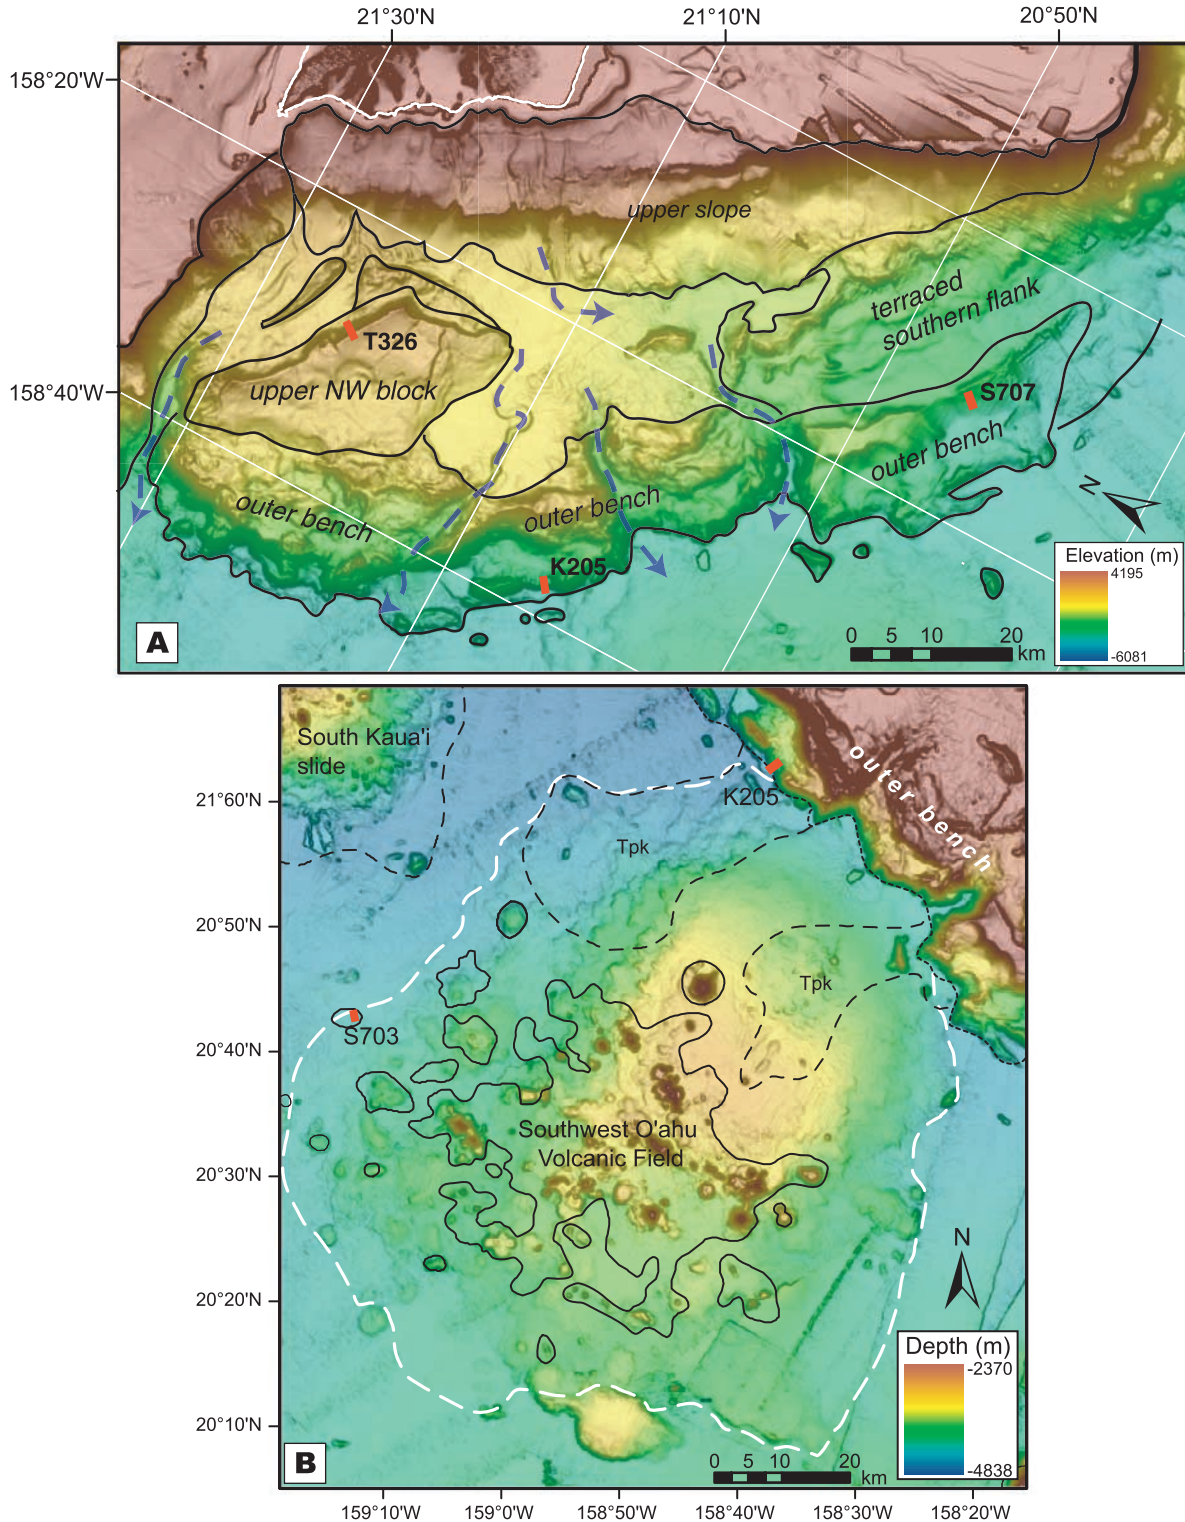 21°30'N
21°10'N
20°50'N
158°20'W
158°40'W
upper slope
terraced
southern flank
T326
upper NW block
S707
outer bench
outer bench
outer bench
K205
N
Elevation (m)
4195
-6081
0 5 10 20
km
A
South Kaua'i
slide
outer bench
K205
21°60'N
Tpk
20°50'N
Tpk
S703
20°40'N
Southwest O'ahu
Volcanic Field
20°30'N
N
20°20'N
Depth (m)
-2370
-4838
20°10'N
B
0 5 10 20
km
159°10'W
159°0'W
158°50'W
158°40'W
158°30'W
158°20'W